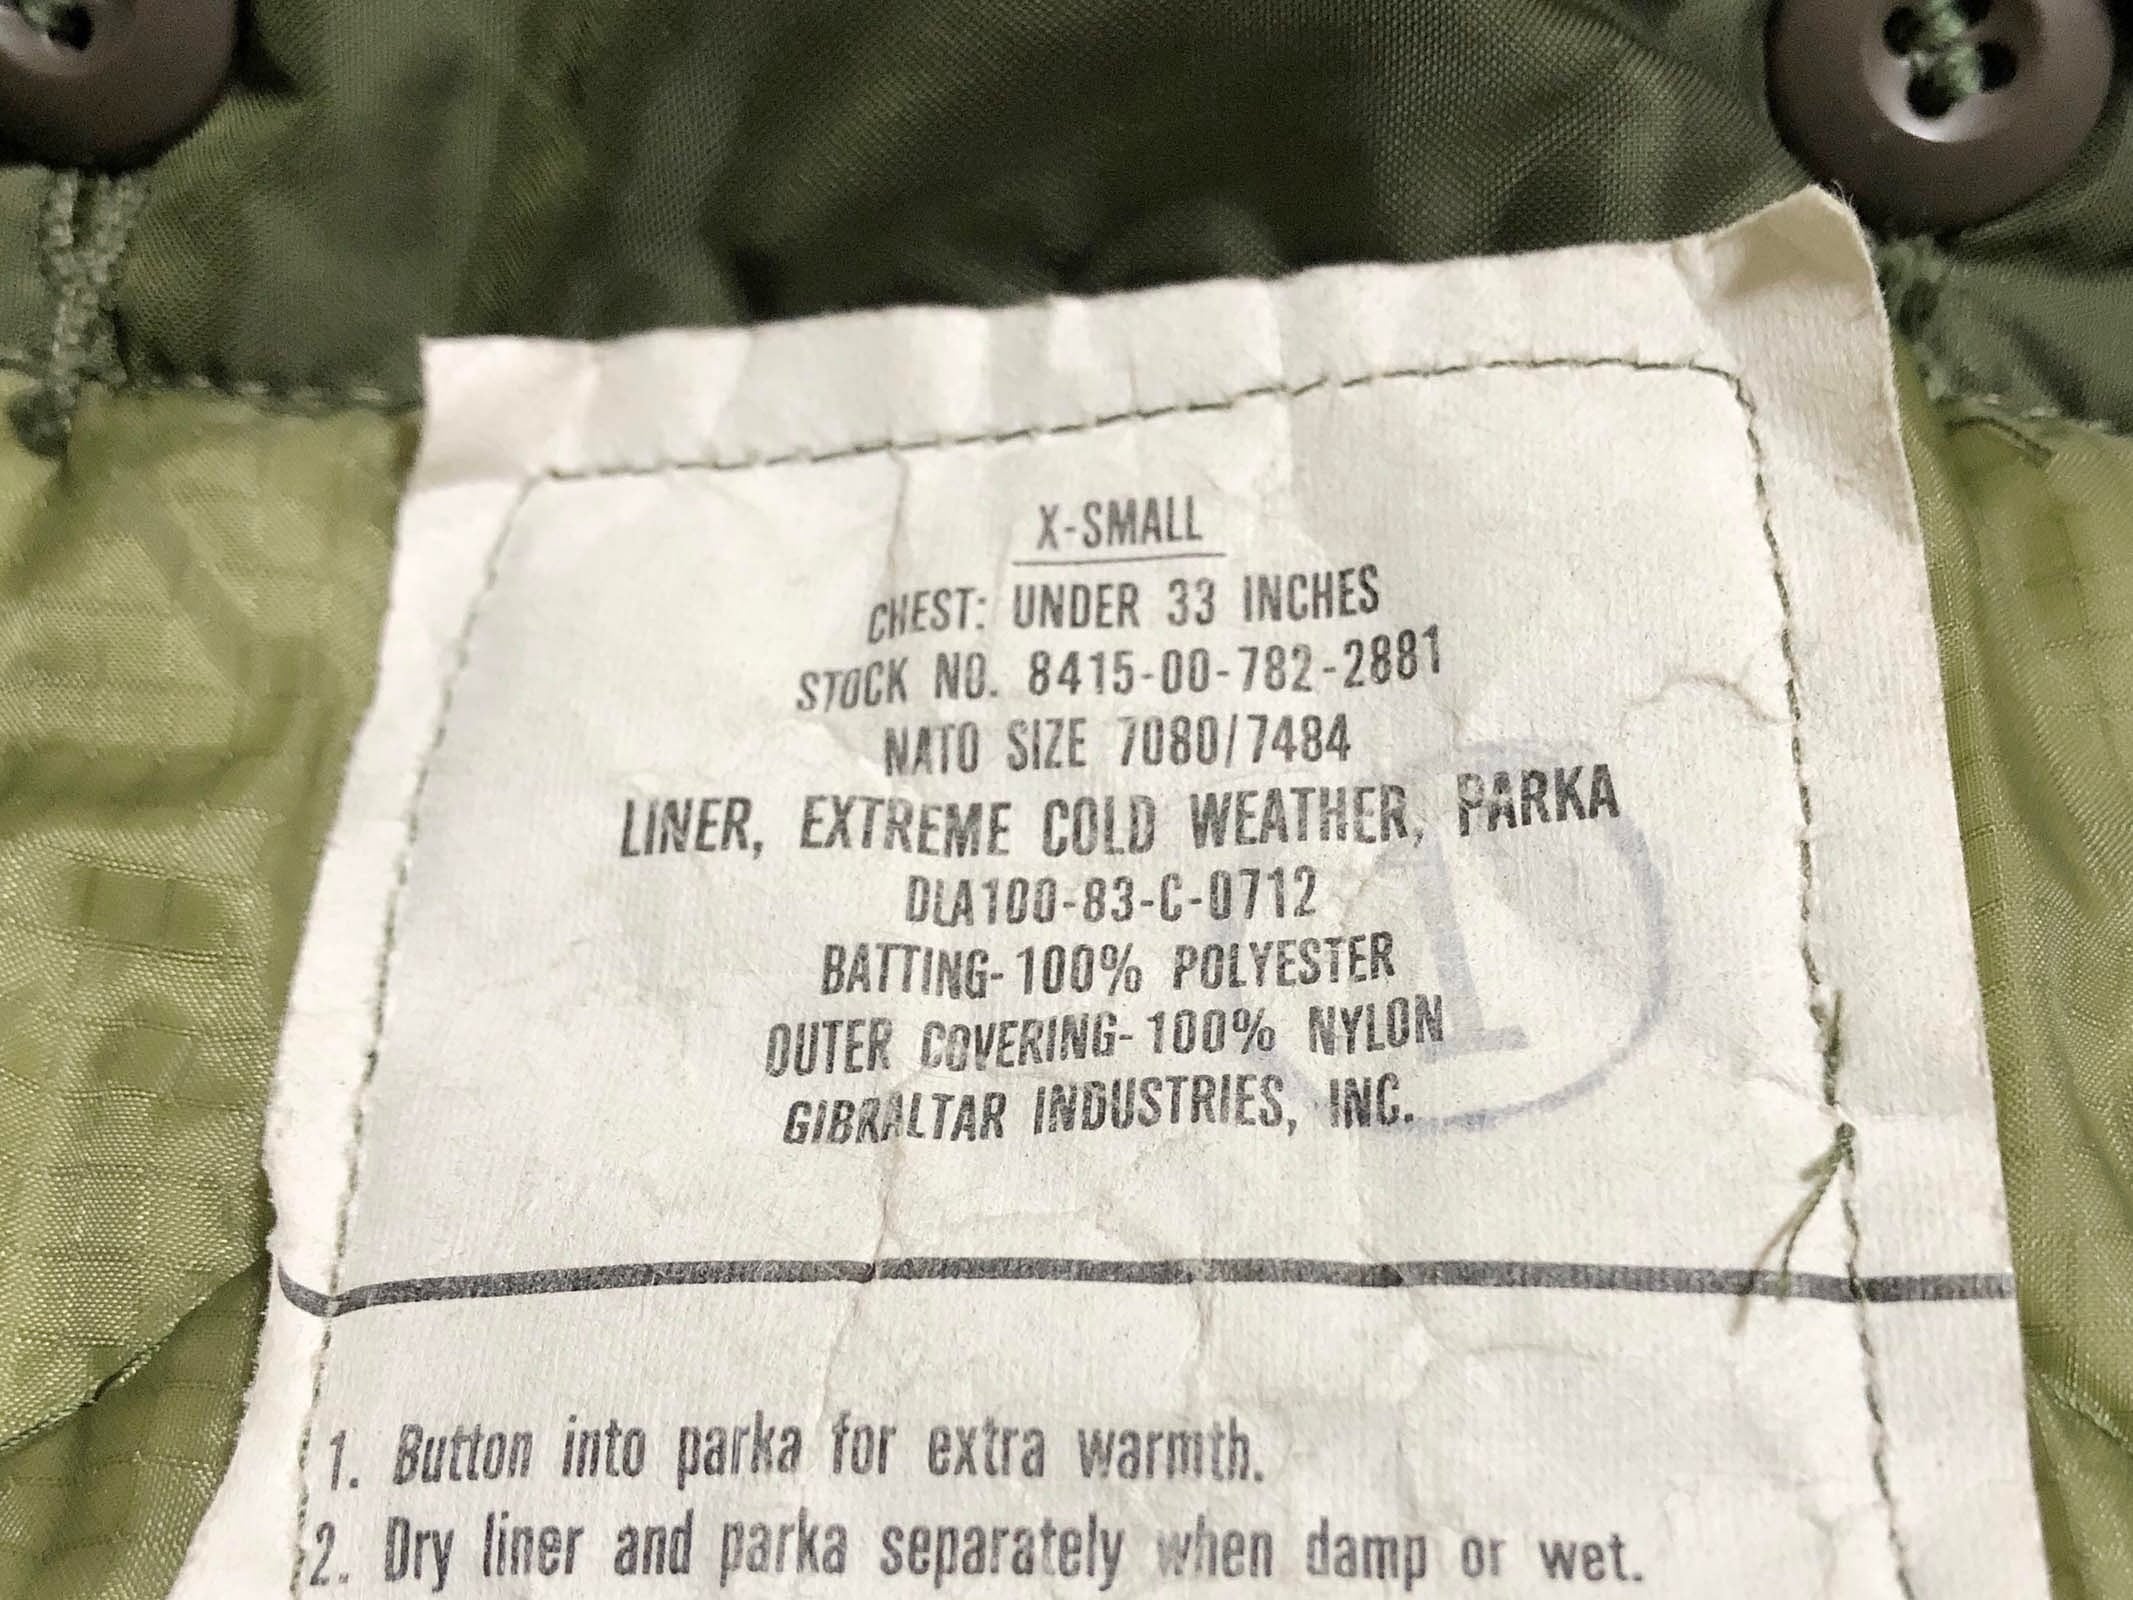 X-SMALL
CHEST: UNDER 33 INCHES
STOCK NO. 8415-00-782-2881
NATO SIZE 7080/7484
LINER, EXTREME COLD WEATHER, PARKA
DLA100-83-C-0712
BATTING-100% POLYESTER
OUTER COVERING-100% NYLON
GIBRALTAR INDUSTRIES, INC.
1. Button into parka for extra warmth.
2. Dry liner and parka separately when damp or wet.